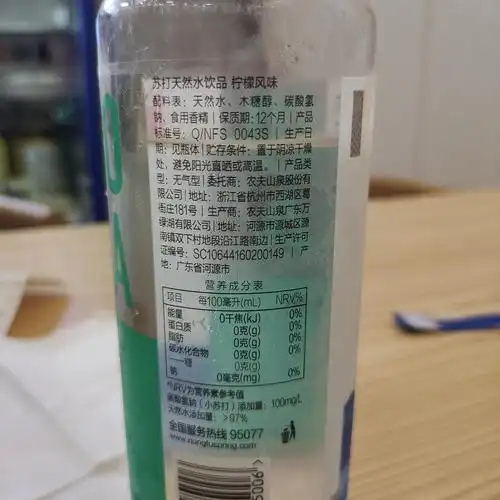 苏打天然水饮品 柠檬风味
配料表：天然水、木糖醇、碳酸氢
钠、食用香精｜保质期：12个月｜产品
标准号：Q/NFS 0043S｜生产日
期：见瓶体｜贮存条件：置于阴凉干燥
处，避免阳光直晒或高温。｜产品类
型：无气型｜委托商：农夫山泉股份有
限公司｜地址：浙江省杭州市西湖区葛
衙庄181号｜生产商：农夫山泉广东万
绿湖有限公司｜地址：河源市源城区源
南镇双下村地段沿江路南边｜生产许可
证编号：SC10644160200149｜产
地：广东省河源市
营养成分表
项目 每100毫升(mL) NRV%
能量 0千焦(kJ) 0%
蛋白质 0克(g) 0%
脂肪 0克(g) 0%
碳水化合物 0克(g) 0%
——糖 0克(g)
钠 0毫克(mg) 0%
*NRV为营养素参考值
碳酸氢钠（小苏打）添加量：100mg/L
天然水添加量：>97%
全国服务热线 95077
www.nongfuspring.com
A